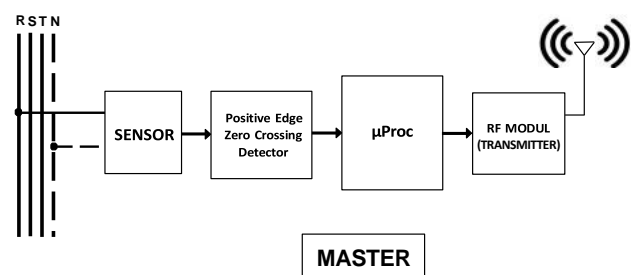 R S T N
SENSOR
Positive Edge
Zero Crossing
Detector
µProc
RF MODUL
(TRANSMITTER)
MASTER